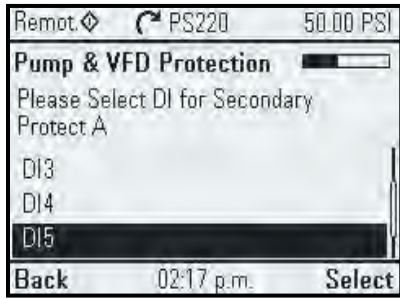 Remot. PS220 50.00 PSI
Pump & VFD Protection
Please Select DI for Secondary
Protect A
DI3
DI4
DI5
Back 02:17 p.m. Select